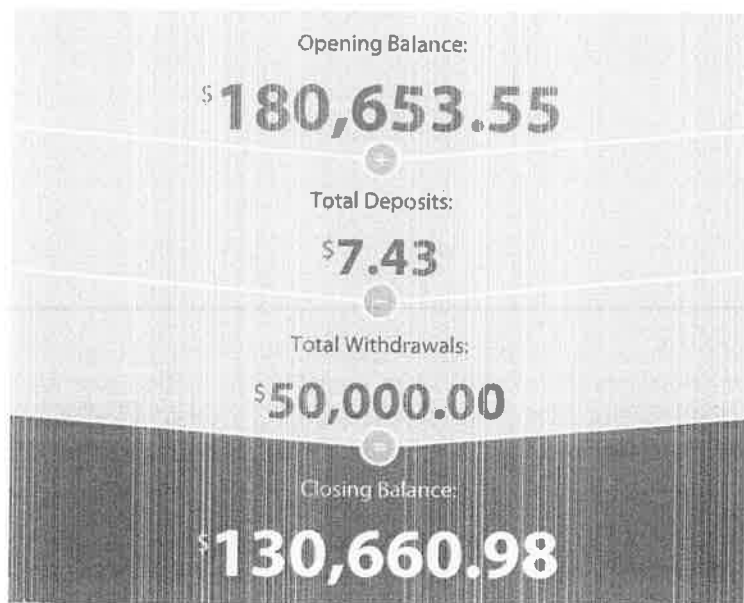 Opening Balance:
$180,653.55
+
Total Deposits:
$7.43
−
Total Withdrawals:
$50,000.00
=
Closing Balance:
$130,660.98